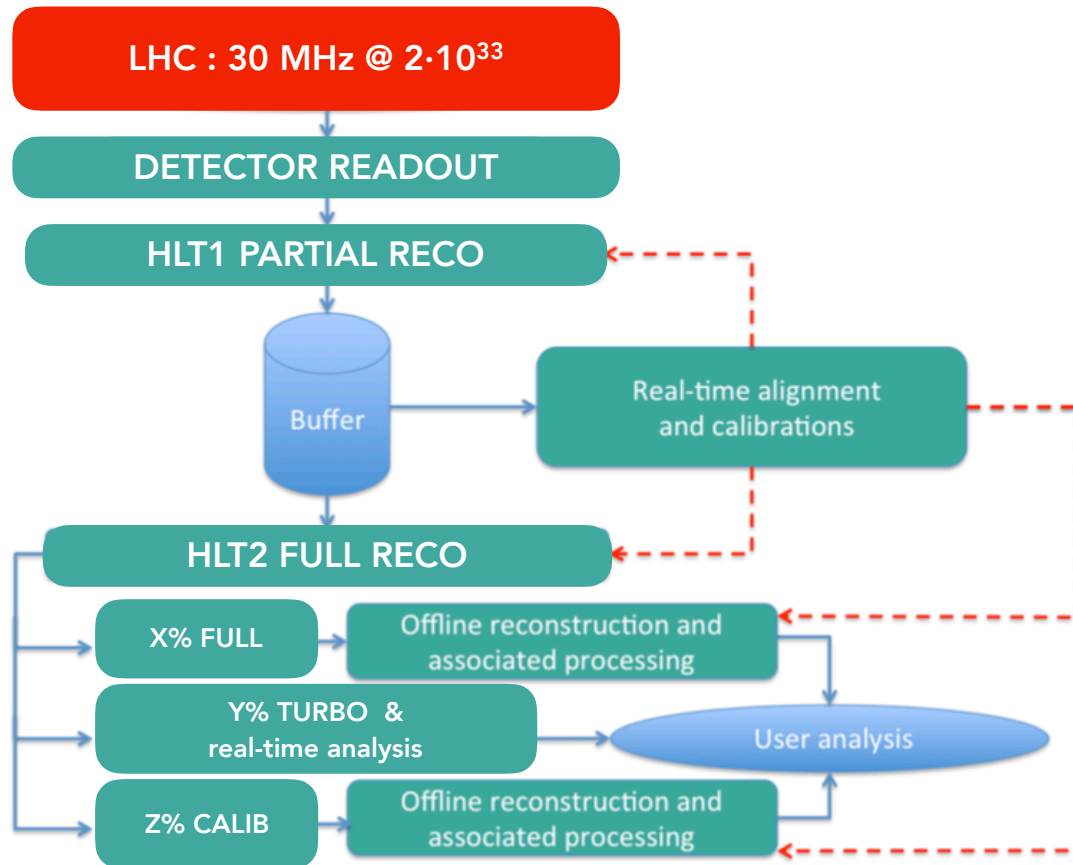 LHC : 30 MHz @ 2·10³³
DETECTOR READOUT
HLT1 PARTIAL RECO
Buffer
Real-time alignment
and calibrations
HLT2 FULL RECO
X% FULL
Offline reconstruction and
associated processing
Y% TURBO &
real-time analysis
User analysis
Z% CALIB
Offline reconstruction and
associated processing